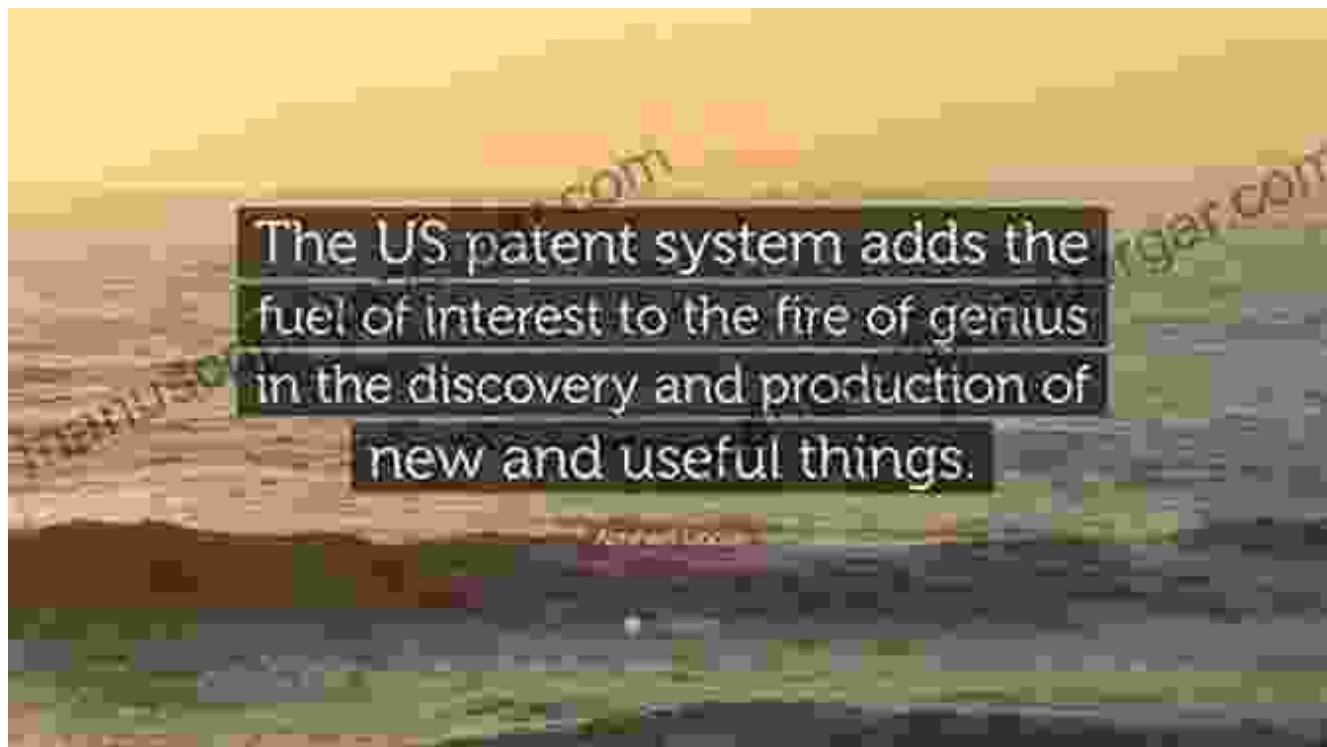 The US patent system adds the
fuel of interest to the fire of genius
in the discovery and production of
new and useful things.